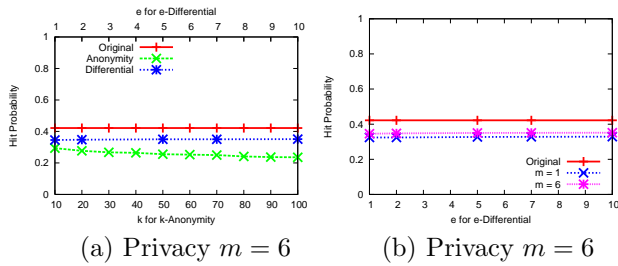 e for e-Differential
1 2 3 4 5 6 7 8 9 10
Hit Probability
1
0.8
0.6
0.4
0.2
0
Original
Anonymity
Differential
10 20 30 40 50 60 70 80 90 100
k for k-Anonymity
(a) Privacy m = 6
Hit Probability
1
0.8
0.6
0.4
0.2
0
Original
m = 1
m = 6
1 2 3 4 5 6 7 8 9 10
e for e-Differential
(b) Privacy m = 6